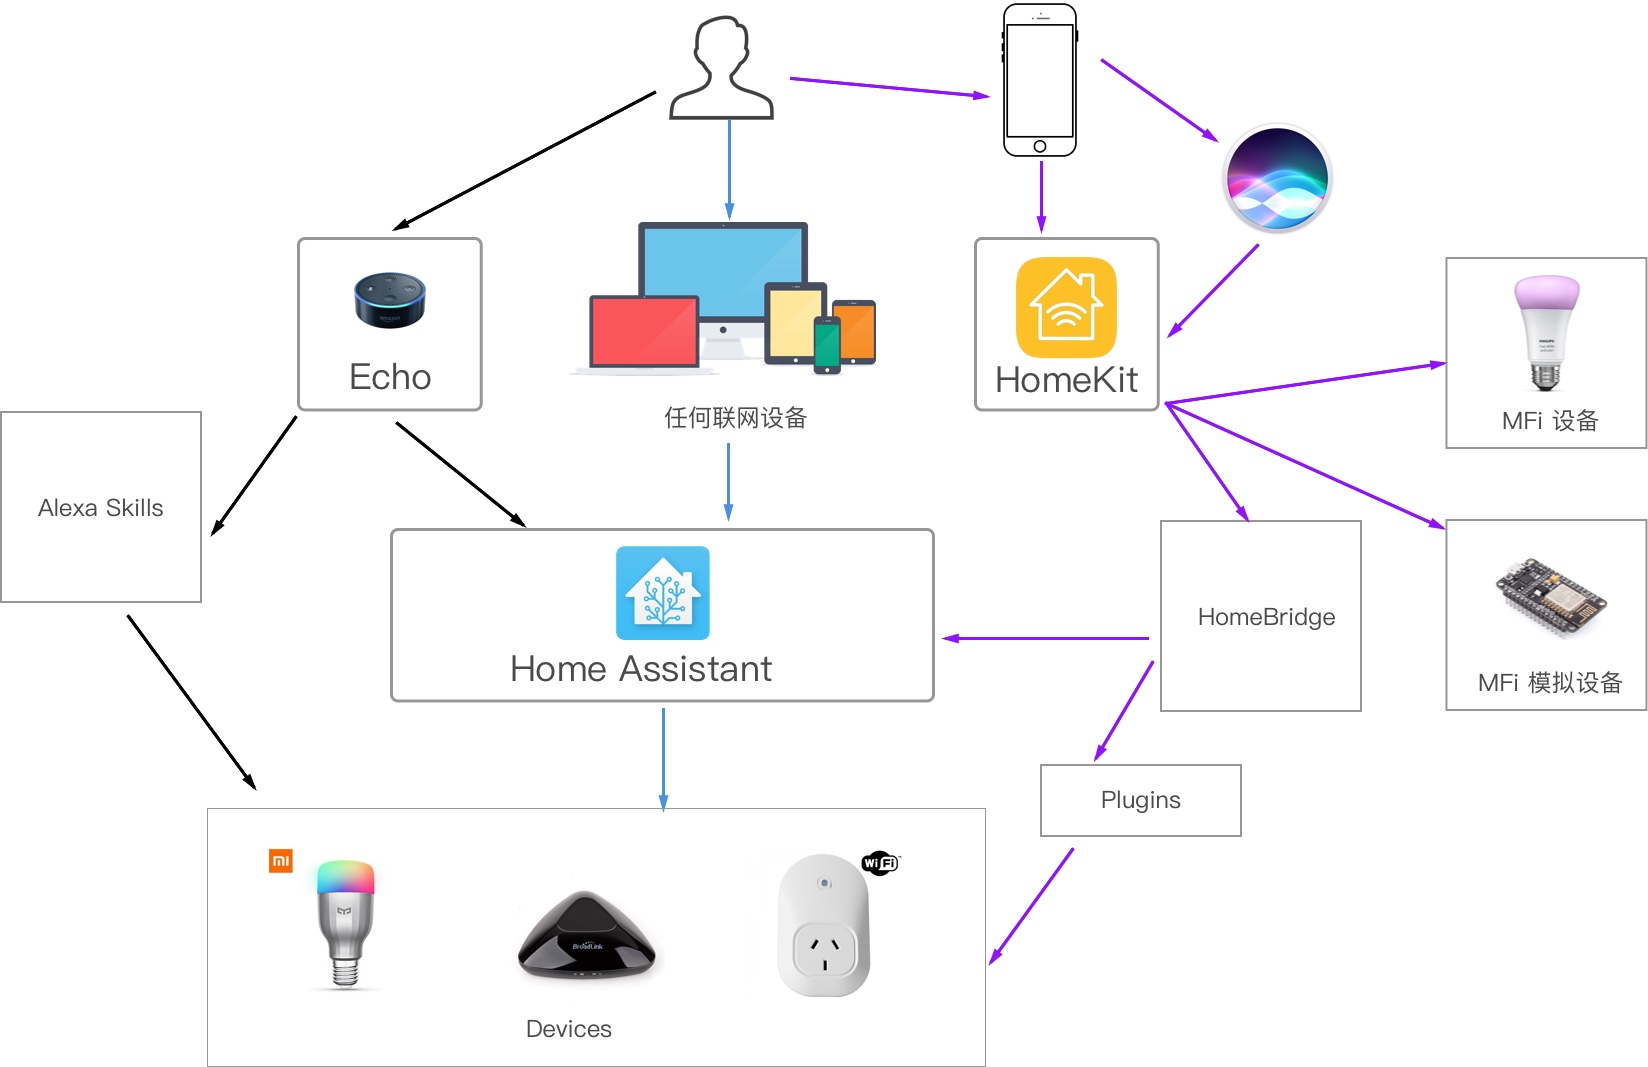 Echo
任何联网设备
HomeKit
MFi 设备
Alexa Skills
Home Assistant
HomeBridge
MFi 模拟设备
Plugins
mi
BroadLink
Wi Fi
Devices